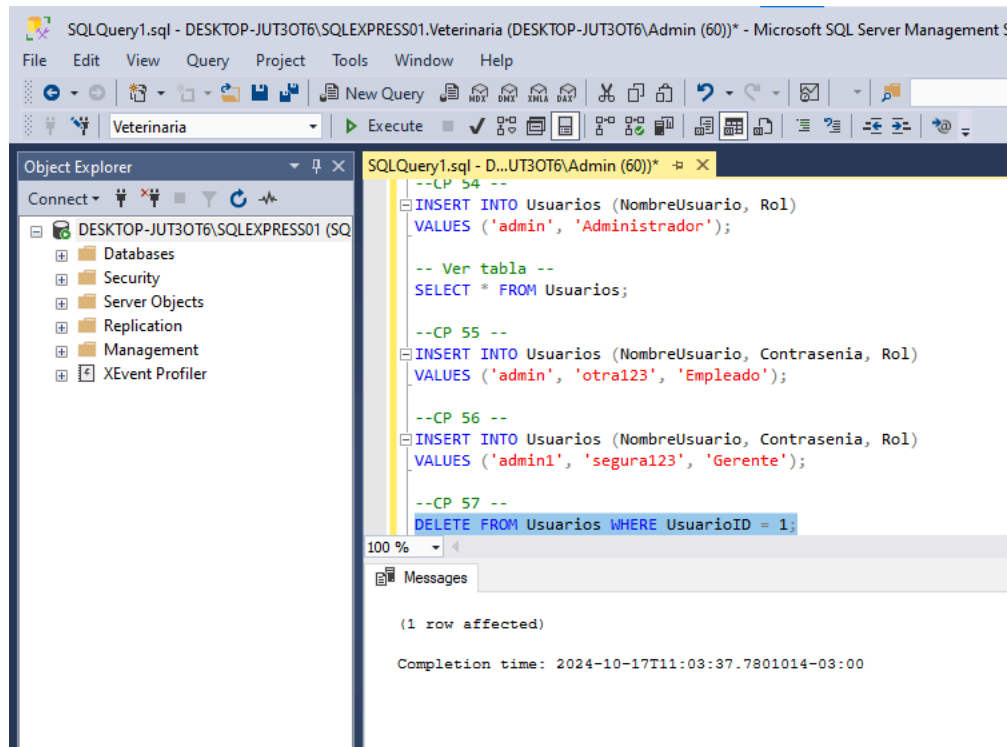 SQLQuery1.sql - DESKTOP-JUT3OT6\SQLEXPRESS01.Veterinaria (DESKTOP-JUT3OT6\Admin (60))* - Microsoft SQL Server Management S
File Edit View Query Project Tools Window Help
New Query MDX DMX XMLA DAX
Veterinaria Execute
Object Explorer
SQLQuery1.sql - D...UT3OT6\Admin (60))*
Connect
DESKTOP-JUT3OT6\SQLEXPRESS01 (SQ
Databases
Security
Server Objects
Replication
Management
XEvent Profiler
--CP 54 --
INSERT INTO Usuarios (NombreUsuario, Rol)
VALUES ('admin', 'Administrador');
-- Ver tabla --
SELECT * FROM Usuarios;
--CP 55 --
INSERT INTO Usuarios (NombreUsuario, Contrasenia, Rol)
VALUES ('admin', 'otra123', 'Empleado');
--CP 56 --
INSERT INTO Usuarios (NombreUsuario, Contrasenia, Rol)
VALUES ('admin1', 'segura123', 'Gerente');
--CP 57 --
DELETE FROM Usuarios WHERE UsuarioID = 1;
100 %
Messages
(1 row affected)
Completion time: 2024-10-17T11:03:37.7801014-03:00